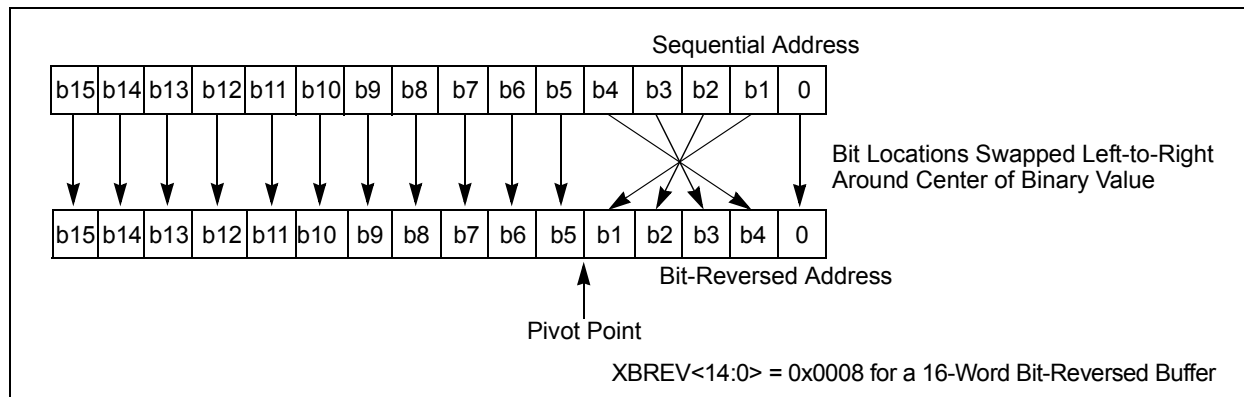 Sequential Address
b15 b14 b13 b12 b11 b10 b9 b8 b7 b6 b5 b4 b3 b2 b1 0
Bit Locations Swapped Left-to-Right
Around Center of Binary Value
b15 b14 b13 b12 b11 b10 b9 b8 b7 b6 b5 b1 b2 b3 b4 0
Bit-Reversed Address
Pivot Point
XBREV<14:0> = 0x0008 for a 16-Word Bit-Reversed Buffer